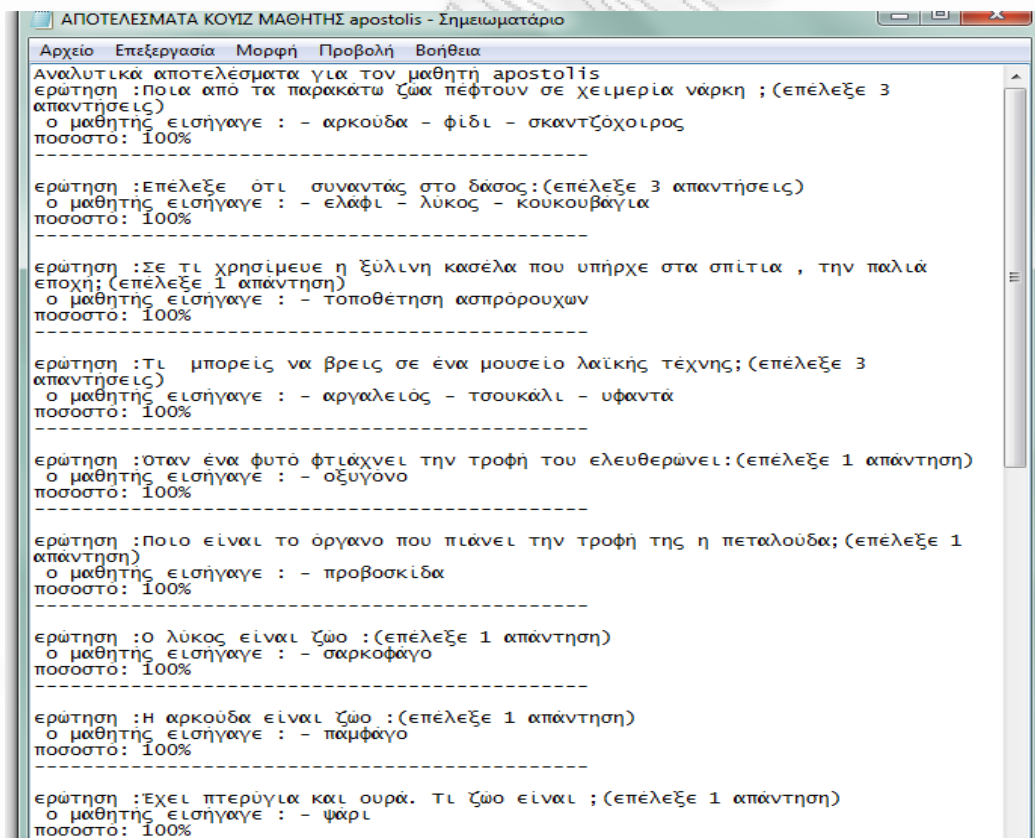 ΑΠΟΤΕΛΕΣΜΑΤΑ ΚΟΥΙΖ ΜΑΘΗΤΗΣ apostolis - Σημειωματάριο
Αρχείο Επεξεργασία Μορφή Προβολή Βοήθεια
Αναλυτικά αποτελέσματα για τον μαθητή apostolis
ερώτηση :Ποια από τα παρακάτω ζώα πέφτουν σε χειμερία νάρκη ;(επέλεξε 3
απαντήσεις)
ο μαθητής εισήγαγε : - αρκούδα - φίδι - σκαντζόχοιρος
ποσοστό: 100%
----------------------------------------------
ερώτηση :Επέλεξε ότι συναντάς στο δάσος:(επέλεξε 3 απαντήσεις)
ο μαθητής εισήγαγε : - ελάφι - λύκος - κουκουβάγια
ποσοστό: 100%
----------------------------------------------
ερώτηση :Σε τι χρησίμευε η ξύλινη κασέλα που υπήρχε στα σπίτια , την παλιά
εποχή;(επέλεξε 1 απάντηση)
ο μαθητής εισήγαγε : - τοποθέτηση ασπρόρουχων
ποσοστό: 100%
----------------------------------------------
ερώτηση :Τι μπορείς να βρεις σε ένα μουσείο λαϊκής τέχνης;(επέλεξε 3
απαντήσεις)
ο μαθητής εισήγαγε : - αργαλειός - τσουκάλι - υφαντά
ποσοστό: 100%
----------------------------------------------
ερώτηση :Όταν ένα φυτό φτιάχνει την τροφή του ελευθερώνει:(επέλεξε 1 απάντηση)
ο μαθητής εισήγαγε : - οξυγόνο
ποσοστό: 100%
----------------------------------------------
ερώτηση :Ποιο είναι το όργανο που πιάνει την τροφή της η πεταλούδα;(επέλεξε 1
απάντηση)
ο μαθητής εισήγαγε : - προβοσκίδα
ποσοστό: 100%
----------------------------------------------
ερώτηση :Ο λύκος είναι ζώο :(επέλεξε 1 απάντηση)
ο μαθητής εισήγαγε : - σαρκοφάγο
ποσοστό: 100%
----------------------------------------------
ερώτηση :Η αρκούδα είναι ζώο :(επέλεξε 1 απάντηση)
ο μαθητής εισήγαγε : - παμφάγο
ποσοστό: 100%
----------------------------------------------
ερώτηση :Έχει πτερύγια και ουρά. Τι ζώο είναι ;(επέλεξε 1 απάντηση)
ο μαθητής εισήγαγε : - ψάρι
ποσοστό: 100%